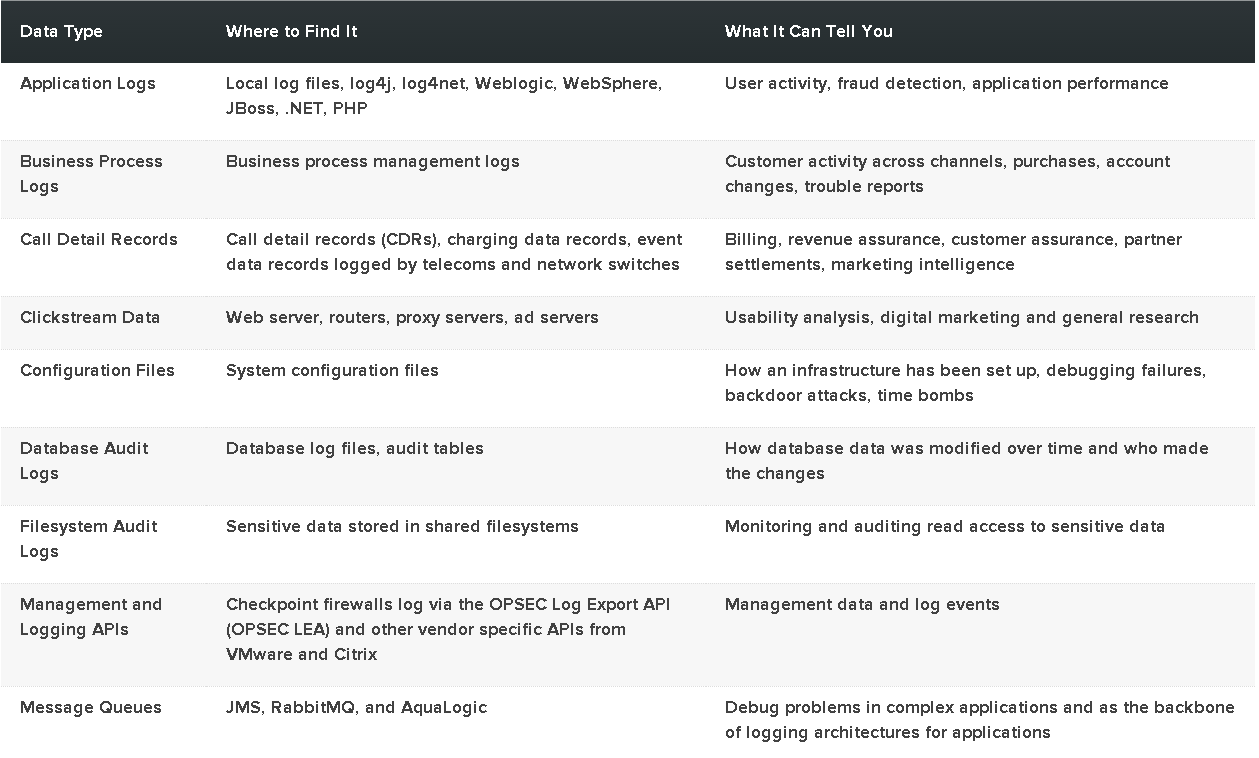 Data Type Where to Find It What It Can Tell You
Application Logs Local log files, log4j, log4net, Weblogic, WebSphere, User activity, fraud detection, application performance
JBoss, .NET, PHP
Business Process Business process management logs Customer activity across channels, purchases, account
Logs changes, trouble reports
Call Detail Records Call detail records (CDRs), charging data records, event Billing, revenue assurance, customer assurance, partner
data records logged by telecoms and network switches settlements, marketing intelligence
Clickstream Data Web server, routers, proxy servers, ad servers Usability analysis, digital marketing and general research
Configuration Files System configuration files How an infrastructure has been set up, debugging failures,
backdoor attacks, time bombs
Database Audit Database log files, audit tables How database data was modified over time and who made
Logs the changes
Filesystem Audit Sensitive data stored in shared filesystems Monitoring and auditing read access to sensitive data
Logs
Management and Checkpoint firewalls log via the OPSEC Log Export API Management data and log events
Logging APIs (OPSEC LEA) and other vendor specific APIs from
VMware and Citrix
Message Queues JMS, RabbitMQ, and AquaLogic Debug problems in complex applications and as the backbone
of logging architectures for applications